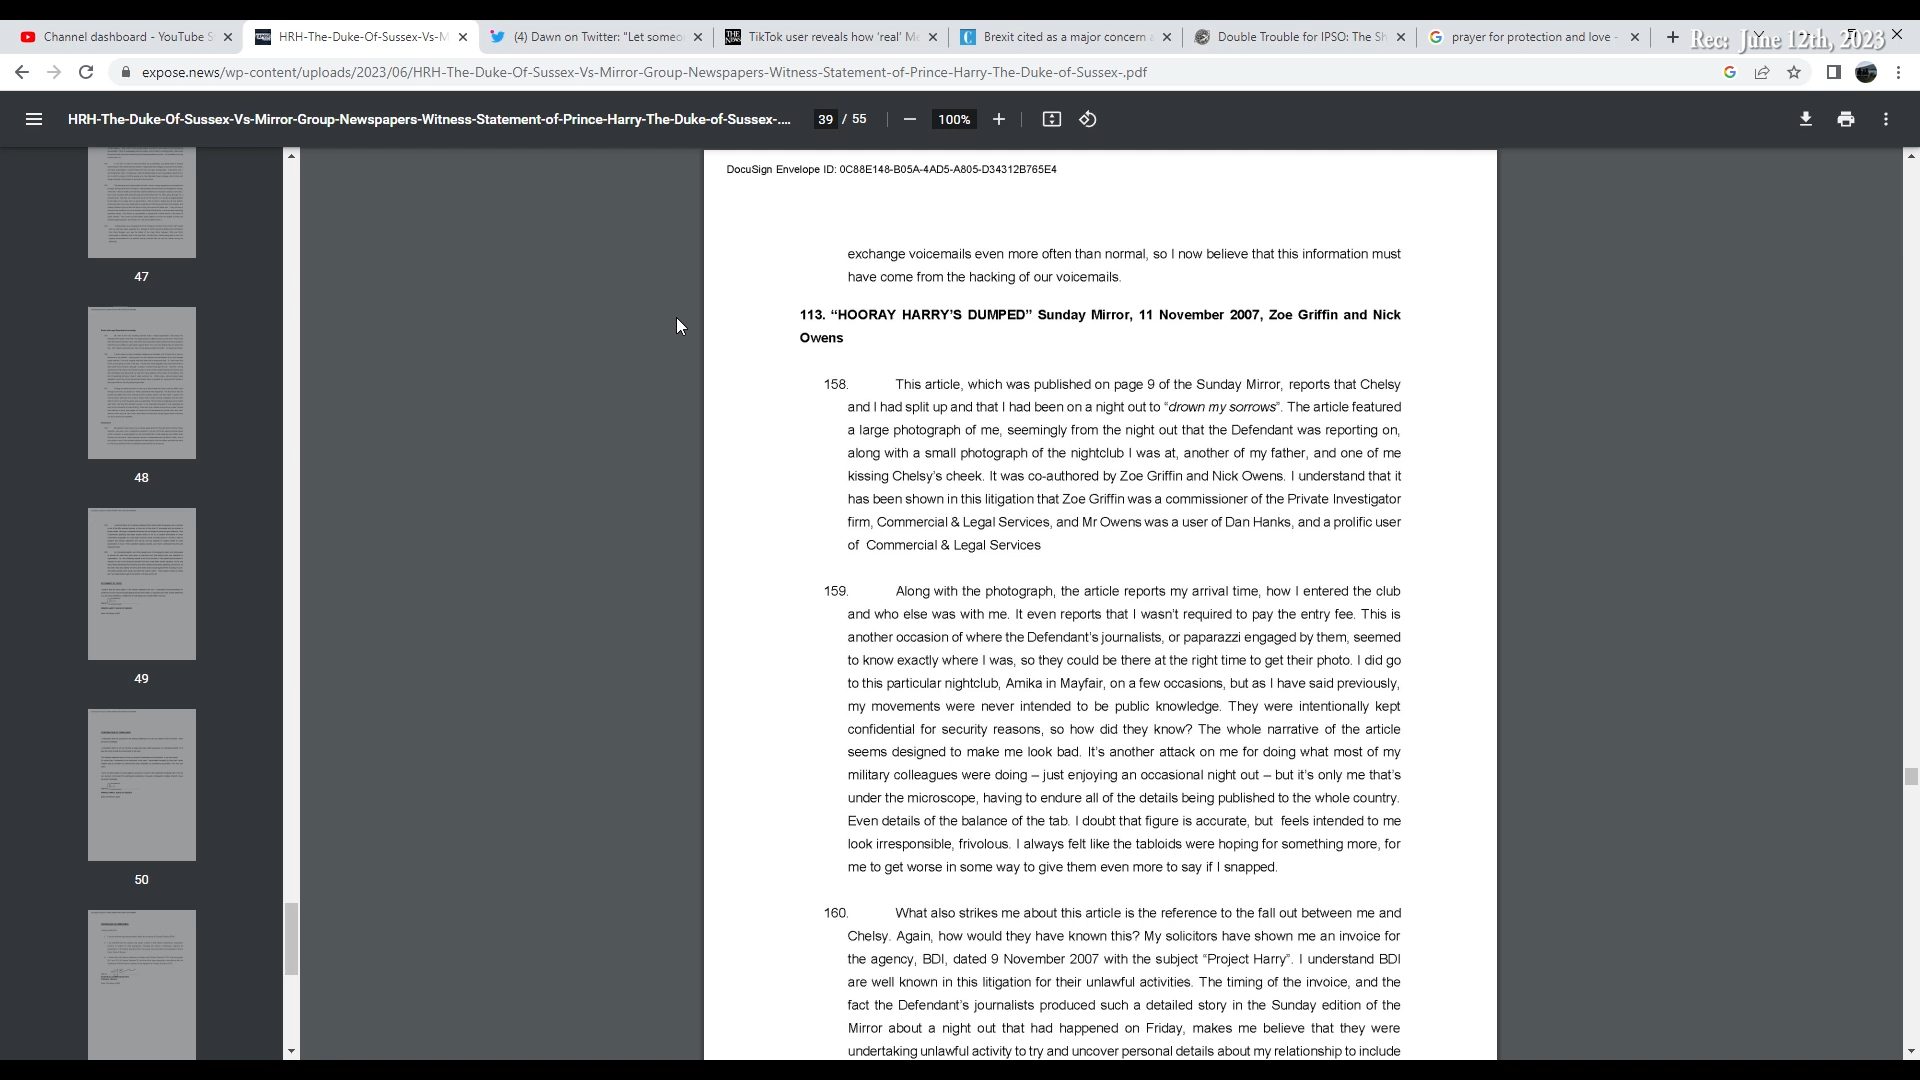 Channel dashboard - YouTube S
HRH-The-Duke-Of-Sussex-Vs-M
(4) Dawn on Twitter: "Let someo
TikTok user reveals how 'real' Me
Brexit cited as a major concern a
Double Trouble for IPSO: The Sh
prayer for protection and love -
Rec: June 12th, 2023
expose.news/wp-content/uploads/2023/06/HRH-The-Duke-Of-Sussex-Vs-Mirror-Group-Newspapers-Witness-Statement-of-Prince-Harry-The-Duke-of-Sussex-.pdf
HRH-The-Duke-Of-Sussex-Vs-Mirror-Group-Newspapers-Witness-Statement-of-Prince-Harry-The-Duke-of-Sussex-....
39 / 55
100%
47
48
49
50
DocuSign Envelope ID: 0C88E148-B05A-4AD5-A805-D34312B765E4
exchange voicemails even more often than normal, so I now believe that this information must
have come from the hacking of our voicemails.
113. “HOORAY HARRY’S DUMPED” Sunday Mirror, 11 November 2007, Zoe Griffin and Nick
Owens
158. This article, which was published on page 9 of the Sunday Mirror, reports that Chelsy
and I had split up and that I had been on a night out to “drown my sorrows”. The article featured
a large photograph of me, seemingly from the night out that the Defendant was reporting on,
along with a small photograph of the nightclub I was at, another of my father, and one of me
kissing Chelsy’s cheek. It was co-authored by Zoe Griffin and Nick Owens. I understand that it
has been shown in this litigation that Zoe Griffin was a commissioner of the Private Investigator
firm, Commercial & Legal Services, and Mr Owens was a user of Dan Hanks, and a prolific user
of Commercial & Legal Services
159. Along with the photograph, the article reports my arrival time, how I entered the club
and who else was with me. It even reports that I wasn’t required to pay the entry fee. This is
another occasion of where the Defendant’s journalists, or paparazzi engaged by them, seemed
to know exactly where I was, so they could be there at the right time to get their photo. I did go
to this particular nightclub, Amika in Mayfair, on a few occasions, but as I have said previously,
my movements were never intended to be public knowledge. They were intentionally kept
confidential for security reasons, so how did they know? The whole narrative of the article
seems designed to make me look bad. It’s another attack on me for doing what most of my
military colleagues were doing – just enjoying an occasional night out – but it’s only me that’s
under the microscope, having to endure all of the details being published to the whole country.
Even details of the balance of the tab. I doubt that figure is accurate, but feels intended to me
look irresponsible, frivolous. I always felt like the tabloids were hoping for something more, for
me to get worse in some way to give them even more to say if I snapped.
160. What also strikes me about this article is the reference to the fall out between me and
Chelsy. Again, how would they have known this? My solicitors have shown me an invoice for
the agency, BDI, dated 9 November 2007 with the subject “Project Harry”. I understand BDI
are well known in this litigation for their unlawful activities. The timing of the invoice, and the
fact the Defendant’s journalists produced such a detailed story in the Sunday edition of the
Mirror about a night out that had happened on Friday, makes me believe that they were
undertaking unlawful activity to try and uncover personal details about my relationship to include